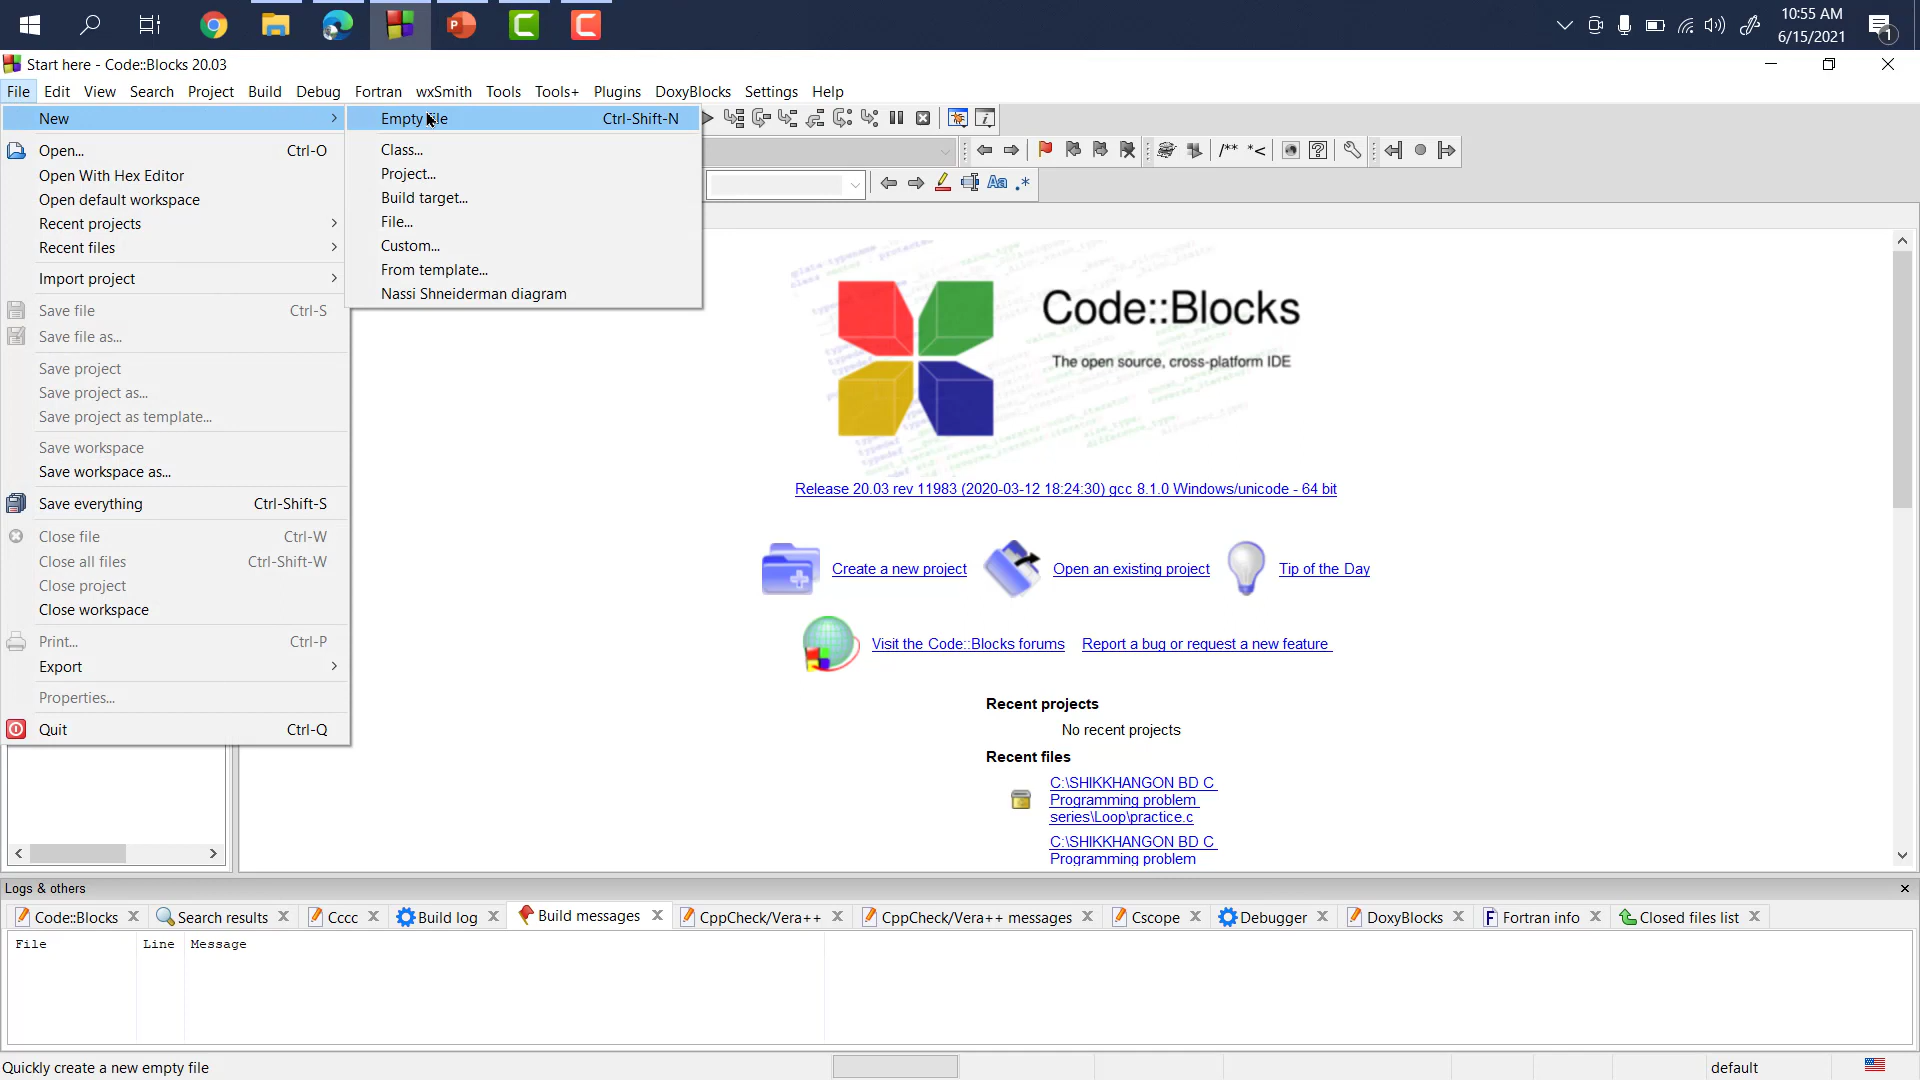 10:55 AM
6/15/2021
1
Start here - Code::Blocks 20.03
File Edit View Search Project Build Debug Fortran wxSmith Tools Tools+ Plugins DoxyBlocks Settings Help
New
Open... Ctrl-O
Open With Hex Editor
Open default workspace
Recent projects
Recent files
Import project
Save file Ctrl-S
Save file as...
Save project
Save project as...
Save project as template...
Save workspace
Save workspace as...
Save everything Ctrl-Shift-S
Close file Ctrl-W
Close all files Ctrl-Shift-W
Close project
Close workspace
Print... Ctrl-P
Export
Properties...
Quit Ctrl-Q
Empty file Ctrl-Shift-N
Class...
Project...
Build target...
File...
Custom...
From template...
Nassi Shneiderman diagram
/** *<
Aa .*
Code::Blocks
The open source, cross-platform IDE
Release 20.03 rev 11983 (2020-03-12 18:24:30) gcc 8.1.0 Windows/unicode - 64 bit
Create a new project Open an existing project Tip of the Day
Visit the Code::Blocks forums Report a bug or request a new feature
Recent projects
No recent projects
Recent files
C:\SHIKKHANGON BD C
Programming problem
series\Loop\practice.c
C:\SHIKKHANGON BD C
Programming problem
Logs & others
Code::Blocks Search results Cccc Build log Build messages CppCheck/Vera++ CppCheck/Vera++ messages Cscope Debugger DoxyBlocks Fortran info Closed files list
File Line Message
Quickly create a new empty file default